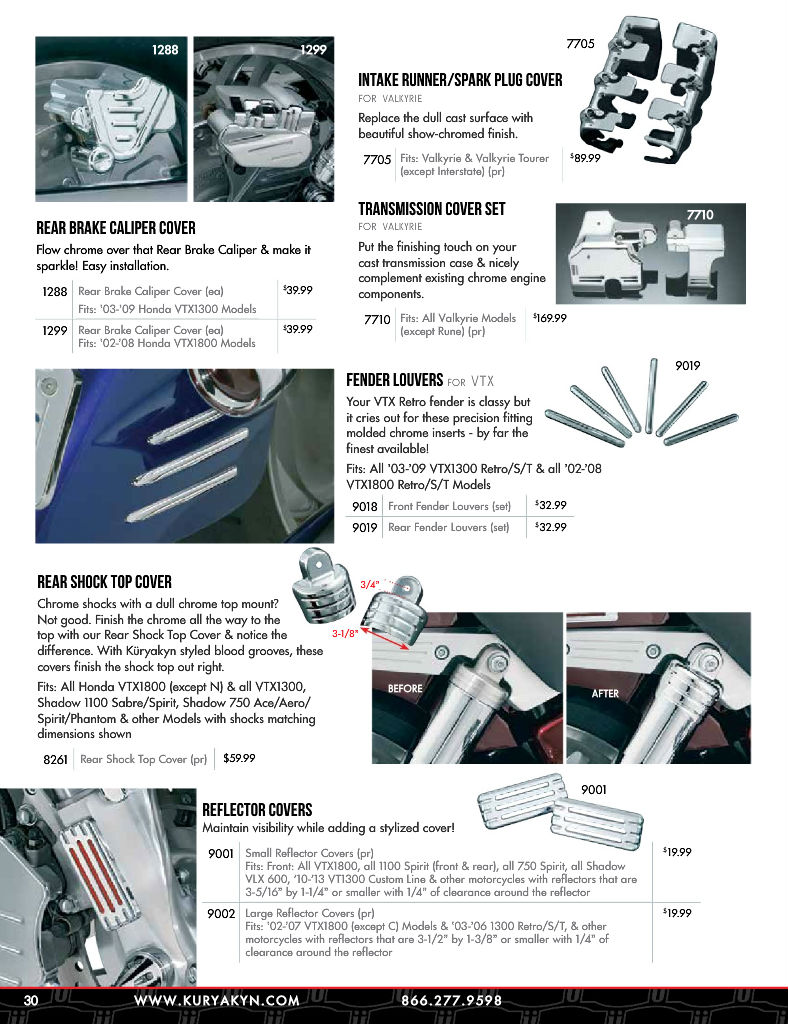 1288
1299
REAR BRAKE CALIPER COVER
Flow chrome over that Rear Brake Caliper & make it
sparkle! Easy installation.
1288 Rear Brake Caliper Cover (ea) $39.99
Fits: '03-'09 Honda VTX1300 Models
1299 Rear Brake Caliper Cover (ea) $39.99
Fits: '02-'08 Honda VTX1800 Models
7705
INTAKE RUNNER/SPARK PLUG COVER
FOR VALKYRIE
Replace the dull cast surface with
beautiful show-chromed finish.
7705 Fits: Valkyrie & Valkyrie Tourer $89.99
(except Interstate) (pr)
TRANSMISSION COVER SET
FOR VALKYRIE
7710
Put the finishing touch on your
cast transmission case & nicely
complement existing chrome engine
components.
7710 Fits: All Valkyrie Models $169.99
(except Rune) (pr)
FENDER LOUVERS FOR VTX
9019
Your VTX Retro fender is classy but
it cries out for these precision fitting
molded chrome inserts - by far the
finest available!
Fits: All '03-'09 VTX1300 Retro/S/T & all '02-'08
VTX1800 Retro/S/T Models
9018 Front Fender Louvers (set) $32.99
9019 Rear Fender Louvers (set) $32.99
REAR SHOCK TOP COVER
Chrome shocks with a dull chrome top mount?
Not good. Finish the chrome all the way to the
top with our Rear Shock Top Cover & notice the
difference. With Küryakyn styled blood grooves, these
covers finish the shock top out right.
Fits: All Honda VTX1800 (except N) & all VTX1300,
Shadow 1100 Sabre/Spirit, Shadow 750 Ace/Aero/
Spirit/Phantom & other Models with shocks matching
dimensions shown
8261 Rear Shock Top Cover (pr) $59.99
3/4"
3-1/8"
BEFORE
AFTER
REFLECTOR COVERS
Maintain visibility while adding a stylized cover!
9001
9001 Small Reflector Covers (pr) $19.99
Fits: Front: All VTX1800, all 1100 Spirit (front & rear), all 750 Spirit, all Shadow
VLX 600, '10-'13 VT1300 Custom Line & other motorcycles with reflectors that are
3-5/16" by 1-1/4" or smaller with 1/4" of clearance around the reflector
9002 Large Reflector Covers (pr) $19.99
Fits: '02-'07 VTX1800 (except C) Models & '03-'06 1300 Retro/S/T, & other
motorcycles with reflectors that are 3-1/2" by 1-3/8" or smaller with 1/4" of
clearance around the reflector
30 WWW.KURYAKYN.COM 866.277.9598